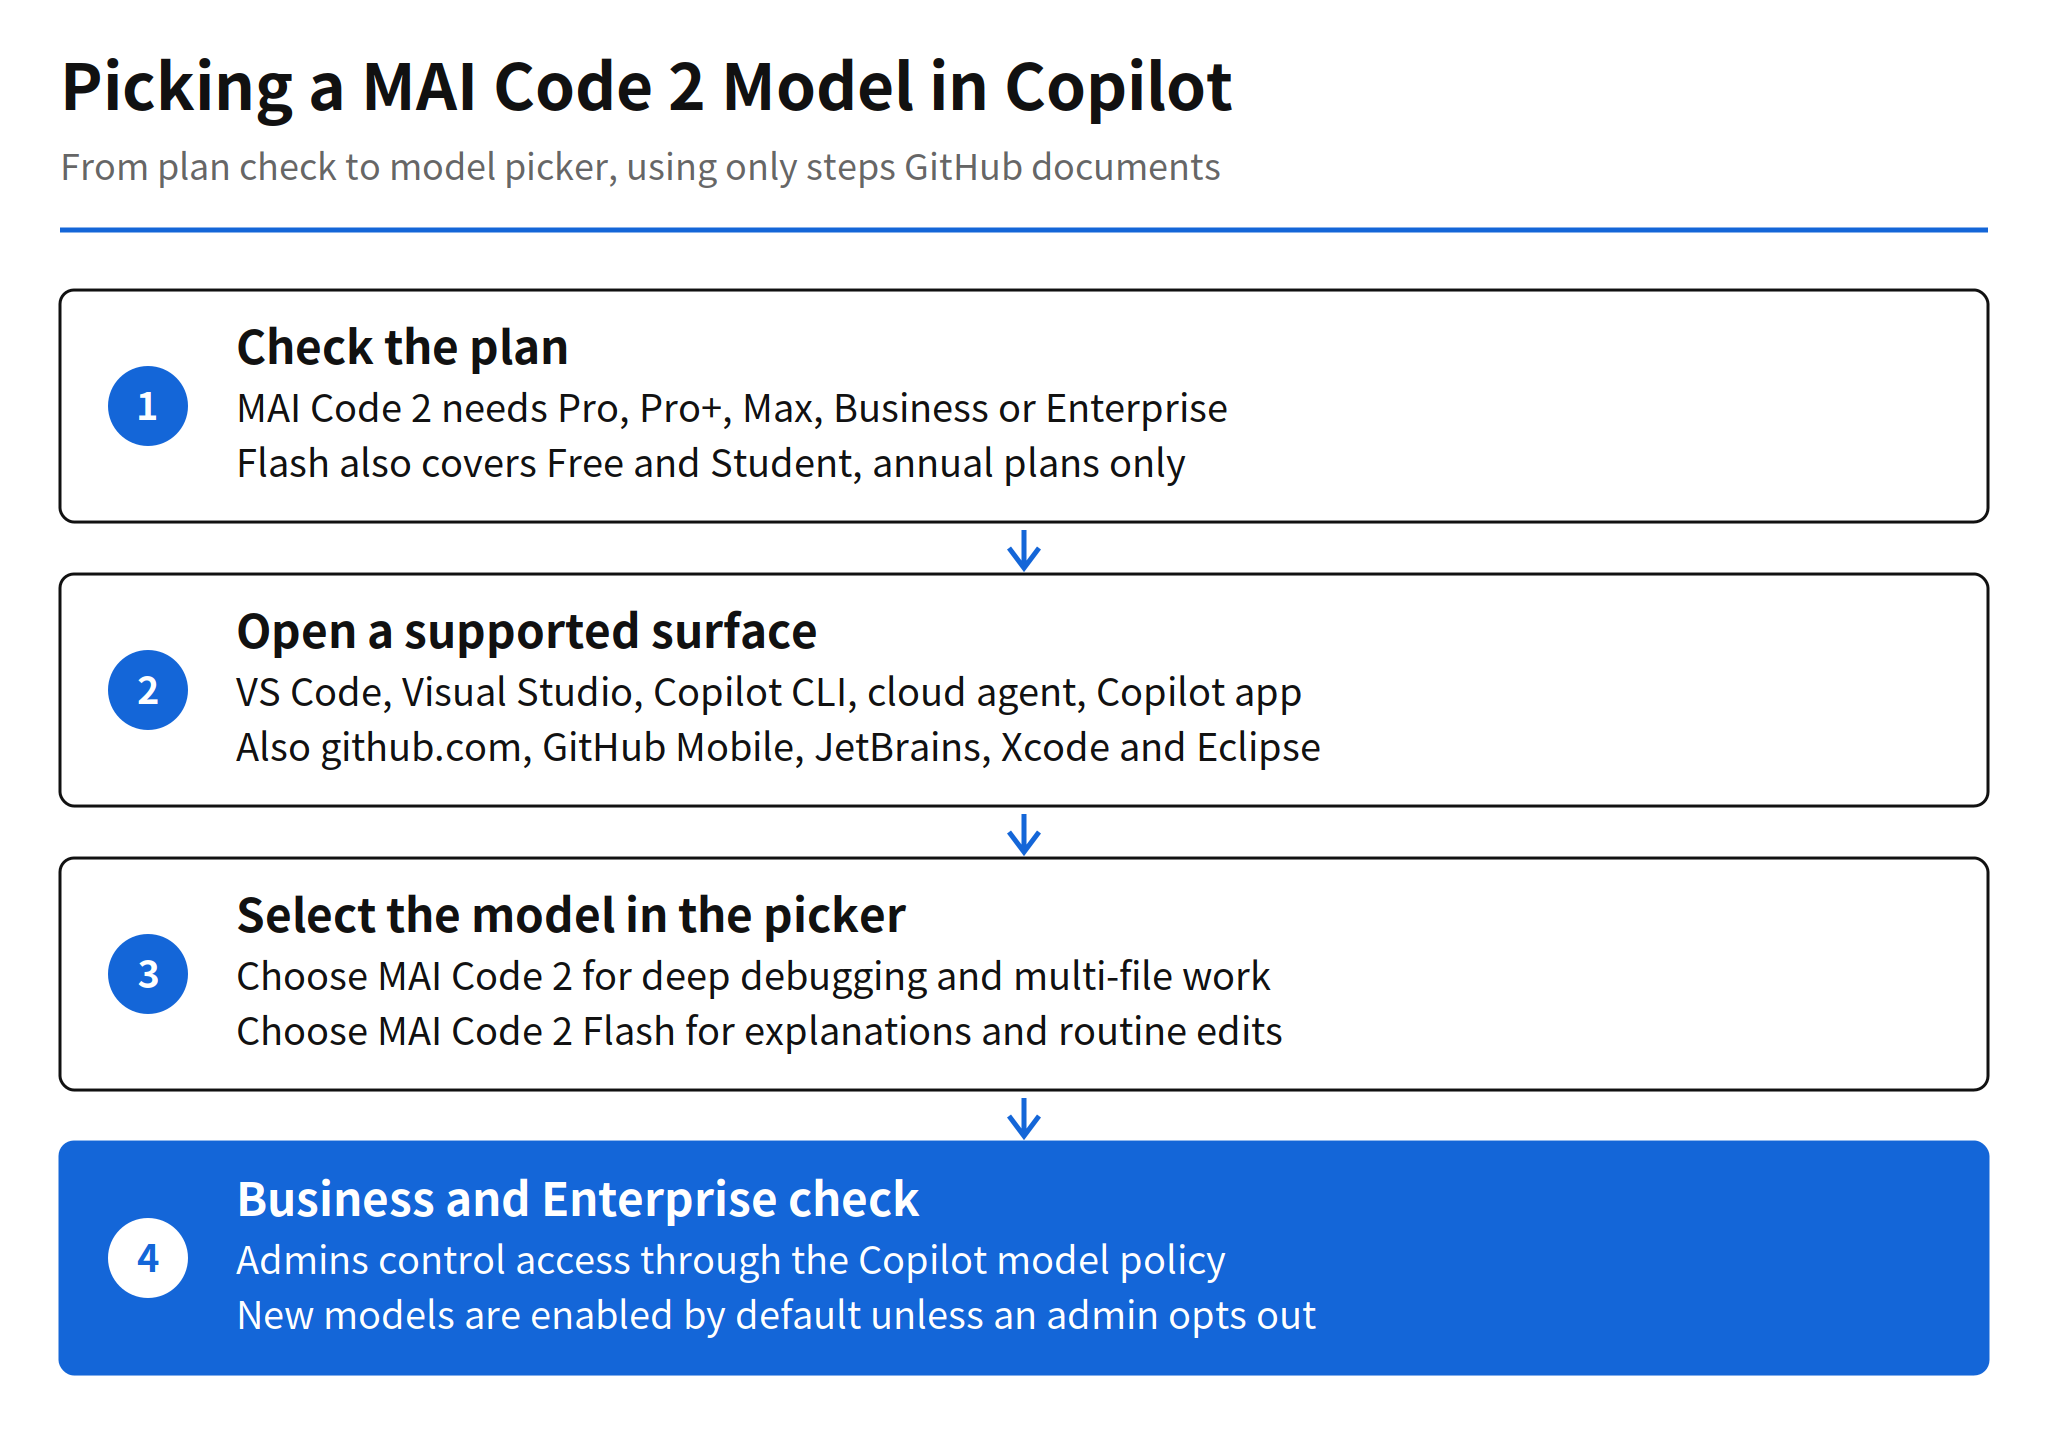 Picking a MAI Code 2 Model in Copilot
From plan check to model picker, using only steps GitHub documents
1
Check the plan
MAI Code 2 needs Pro, Pro+, Max, Business or Enterprise
Flash also covers Free and Student, annual plans only
2
Open a supported surface
VS Code, Visual Studio, Copilot CLI, cloud agent, Copilot app
Also github.com, GitHub Mobile, JetBrains, Xcode and Eclipse
3
Select the model in the picker
Choose MAI Code 2 for deep debugging and multi-file work
Choose MAI Code 2 Flash for explanations and routine edits
4
Business and Enterprise check
Admins control access through the Copilot model policy
New models are enabled by default unless an admin opts out